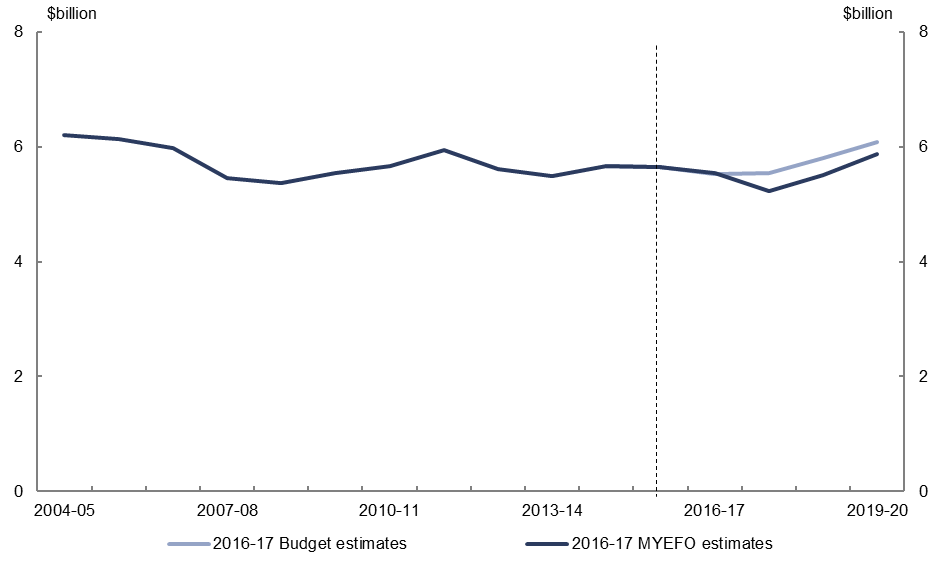 $billion $billion
8 8
6 6
4 4
2 2
0 0
2004-05 2007-08 2010-11 2013-14 2016-17 2019-20
2016-17 Budget estimates 2016-17 MYEFO estimates